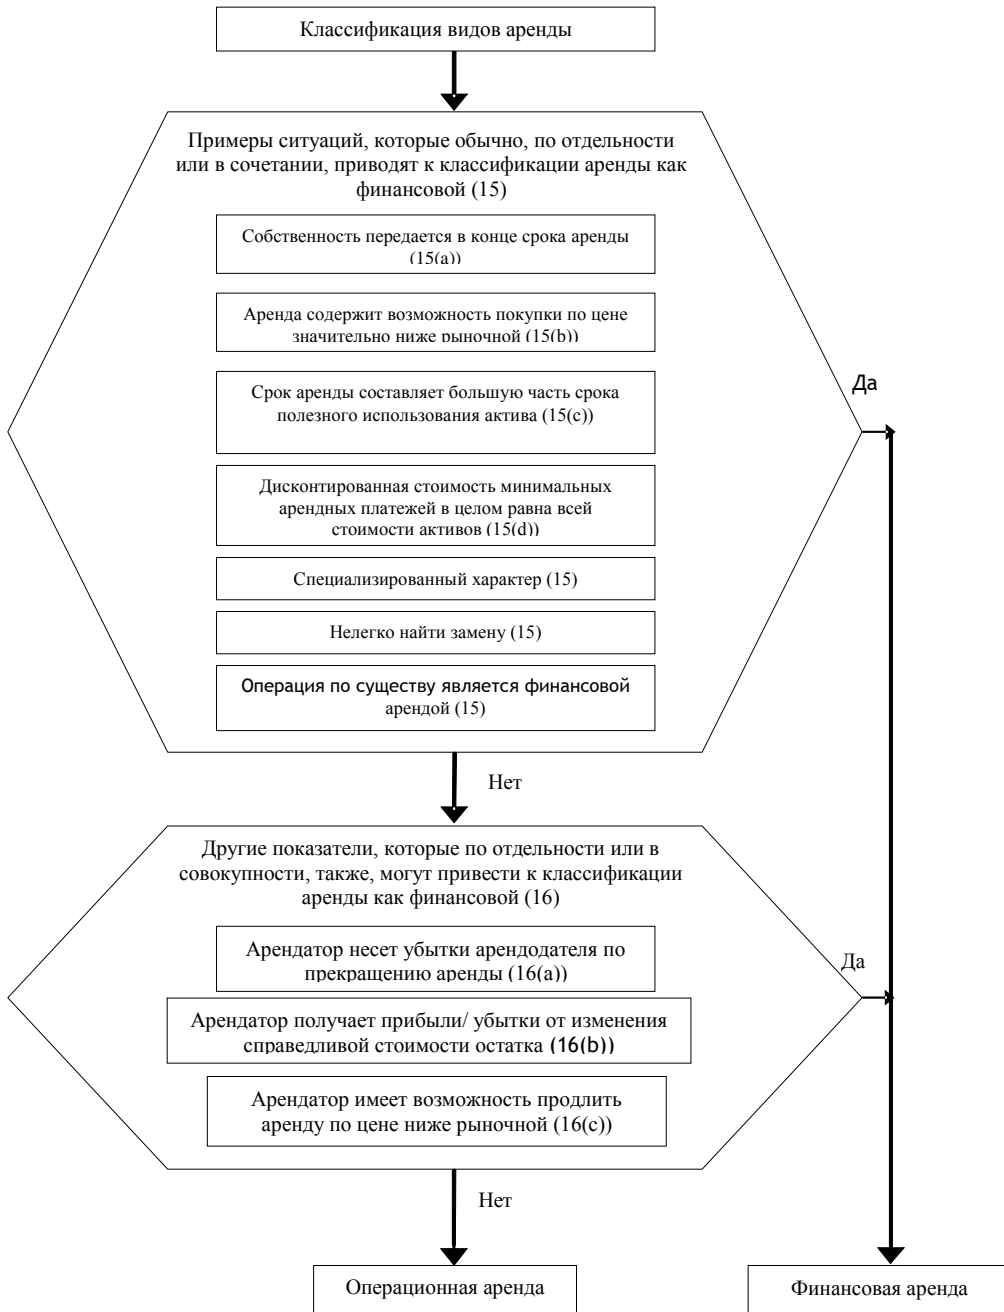 Классификация видов аренды
Примеры ситуаций, которые обычно, по отдельности
или в сочетании, приводят к классификации аренды как
финансовой (15)
Собственность передается в конце срока аренды
(15(a))
Аренда содержит возможность покупки по цене
значительно ниже рыночной (15(b))
Да
Срок аренды составляет большую часть срока
полезного использования актива (15(c))
Дисконтированная стоимость минимальных
арендных платежей в целом равна всей
стоимости активов (15(d))
Специализированный характер (15)
Нелегко найти замену (15)
Операция по существу является финансовой
арендой (15)
Нет
Другие показатели, которые по отдельности или в
совокупности, также, могут привести к классификации
аренды как финансовой (16)
Арендатор несет убытки арендодателя по
прекращению аренды (16(a))
Да
Арендатор получает прибыли/ убытки от изменения
справедливой стоимости остатка (16(b))
Арендатор имеет возможность продлить
аренду по цене ниже рыночной (16(c))
Нет
Операционная аренда
Финансовая аренда